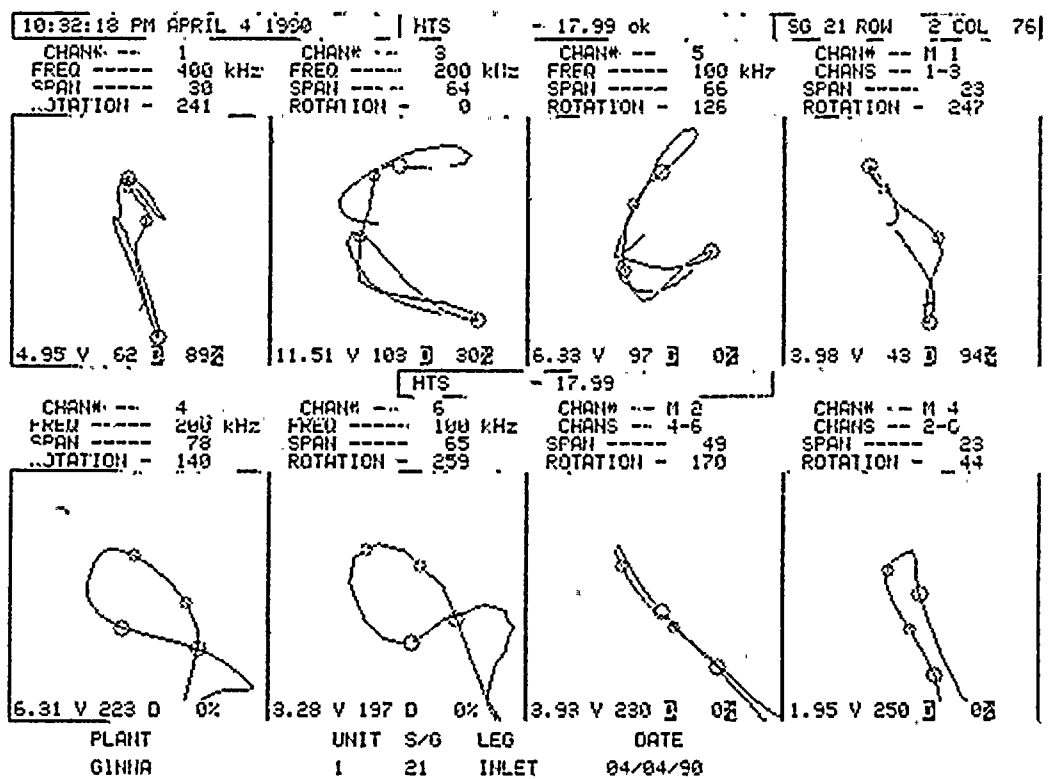 10:32:18 PM APRIL 4 1990 HTS - 17.99 ok SG 21 ROW 2 COL 76
CHAN# -- 1 CHAN# -- 3 CHAN# -- 5 CHAN# -- M 1
FREQ ----- 400 kHz FREQ ----- 200 kHz FREQ ----- 100 kHz CHANS -- 1-3
SPAN ----- 30 SPAN ----- 64 SPAN ----- 66 SPAN ----- 23
ROTATION - 241 ROTATION - 0 ROTATION - 126 ROTATION - 247
4.95 V 62 D 89% 11.51 V 103 D 30% 6.33 V 97 D 0% 3.98 V 43 D 94%
HTS - 17.99
CHAN# -- 4 CHAN# -- 6 CHAN# -- M 2 CHAN# -- M 4
FREQ ----- 200 kHz FREQ ----- 100 kHz CHANS -- 4-6 CHANS --
SPAN ----- 78 SPAN ----- 65 SPAN ----- 49 SPAN ----- 23
ROTATION - 140 ROTATION - 259 ROTATION - 170 ROTATION - 44
6.31 V 223 D 0% 3.28 V 197 D 0% 3.93 V 230 D 0% 1.95 V 250 D 0%
PLANT UNIT S/G LEG DATE
GINNA 1 21 INLET 04/04/90